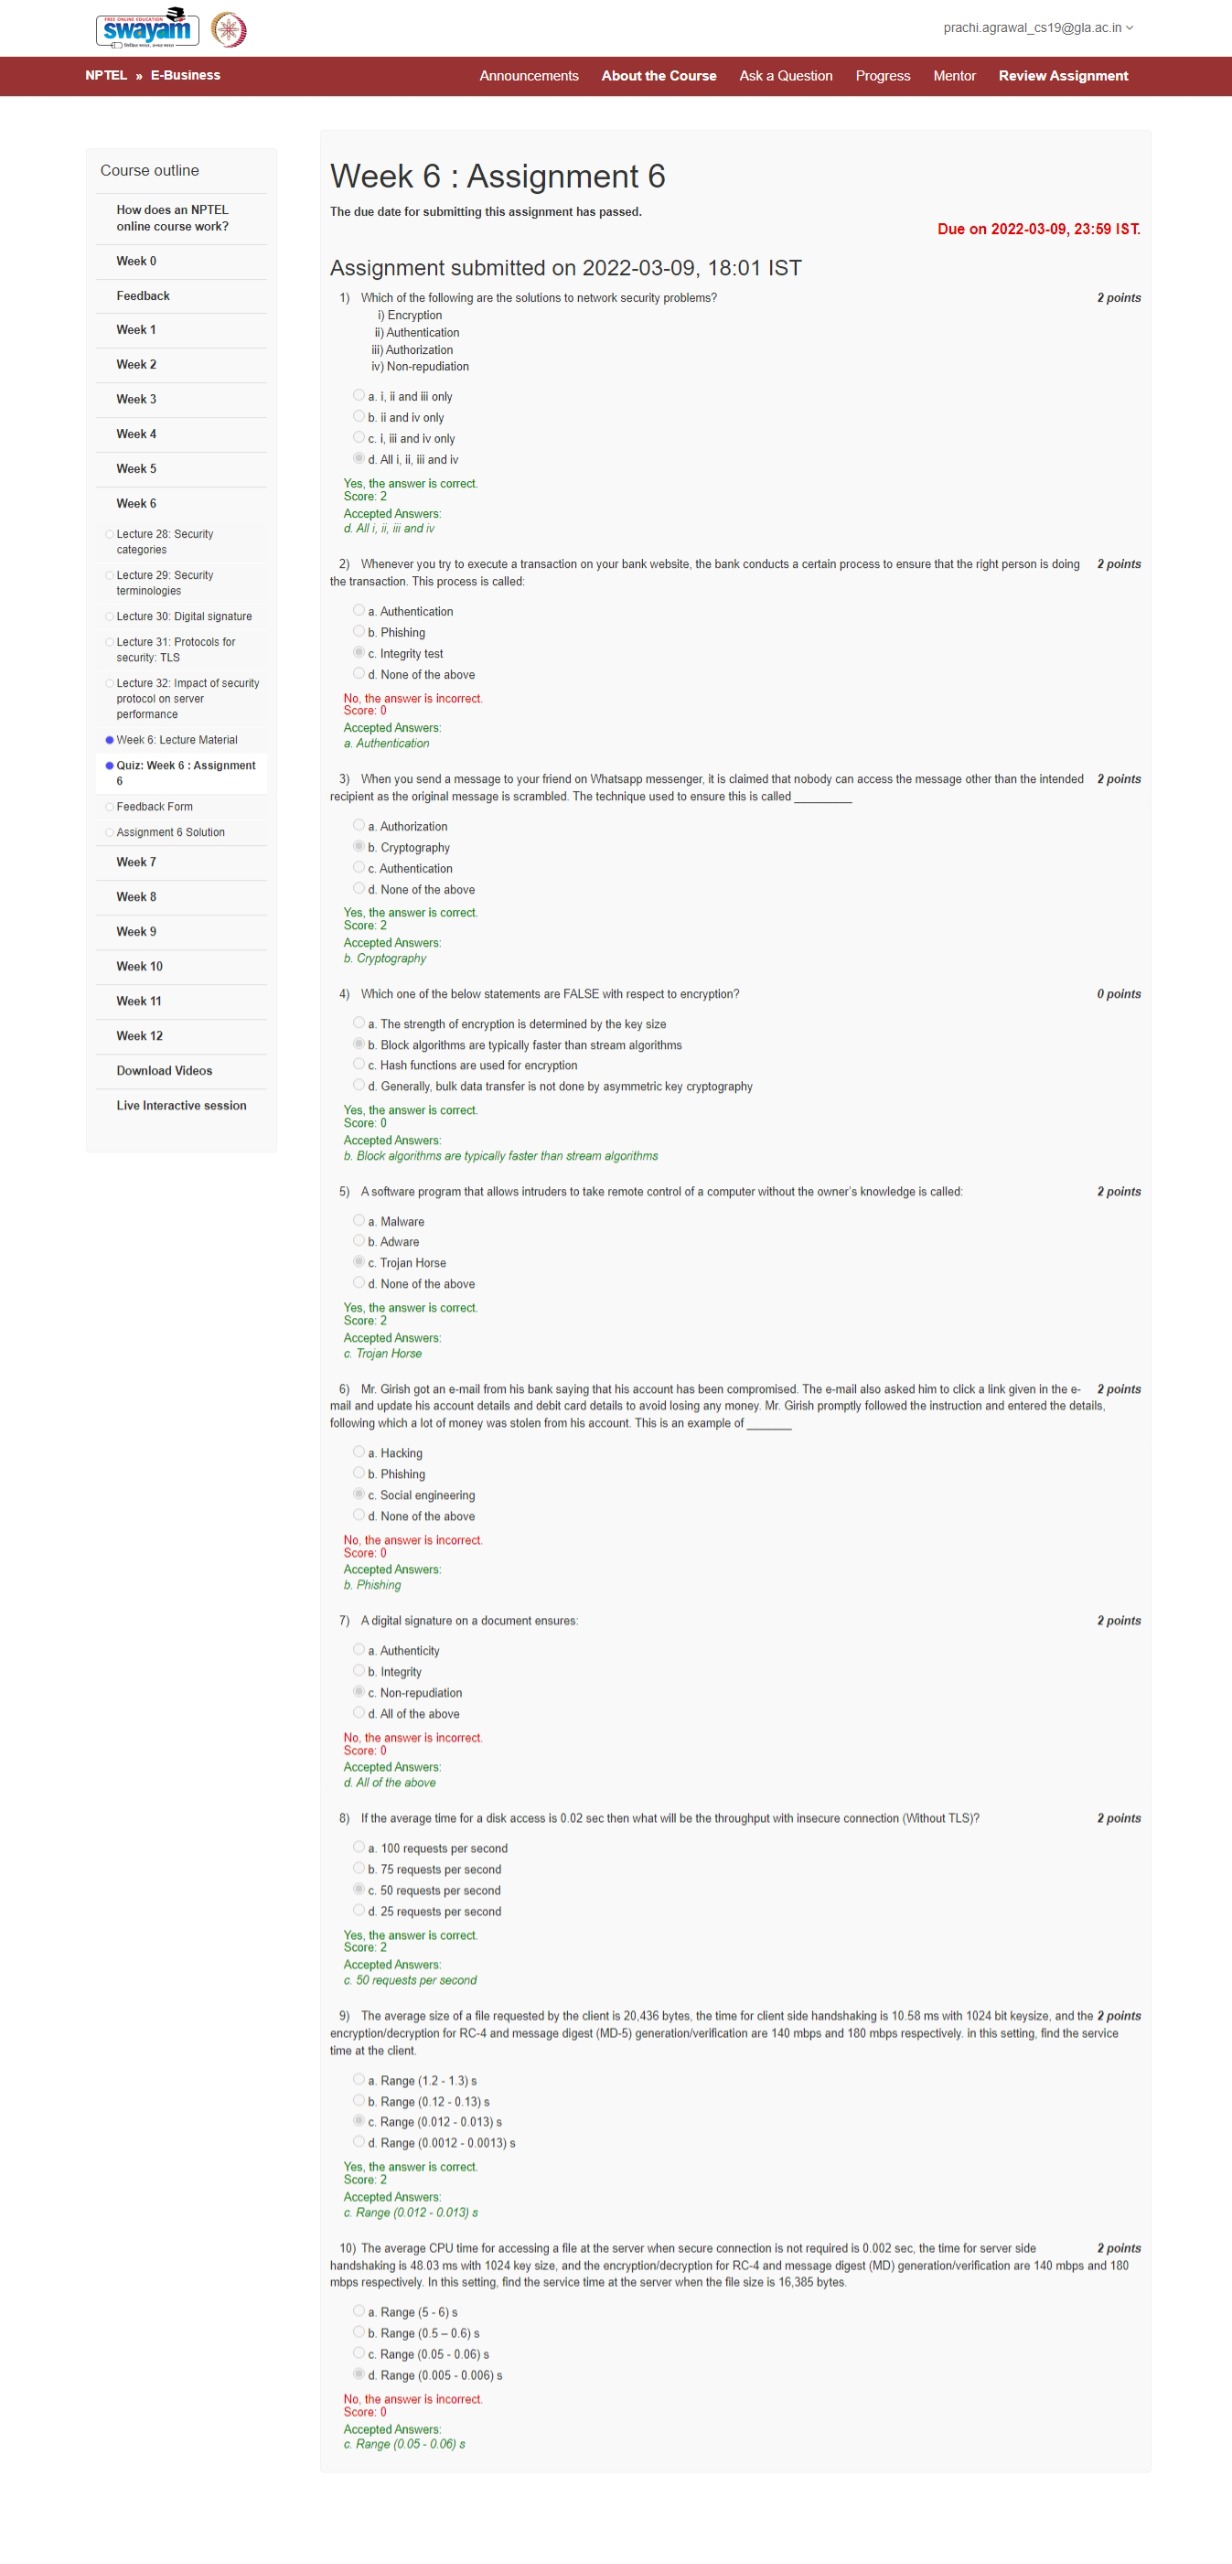 FREE ONLINE EDUCATION
swayam
शिक्षित भारत, उन्नत भारत
prachi.agrawal_cs19@gla.ac.in
NPTEL » E-Business
Announcements About the Course Ask a Question Progress Mentor Review Assignment
Course outline
How does an NPTEL
online course work?
Week 0
Feedback
Week 1
Week 2
Week 3
Week 4
Week 5
Week 6
Lecture 28: Security
categories
Lecture 29: Security
terminologies
Lecture 30: Digital signature
Lecture 31: Protocols for
security: TLS
Lecture 32: Impact of security
protocol on server
performance
Week 6: Lecture Material
Quiz: Week 6 : Assignment
6
Feedback Form
Assignment 6 Solution
Week 7
Week 8
Week 9
Week 10
Week 11
Week 12
Download Videos
Live Interactive session
Week 6 : Assignment 6
The due date for submitting this assignment has passed.
Due on 2022-03-09, 23:59 IST.
Assignment submitted on 2022-03-09, 18:01 IST
1) Which of the following are the solutions to network security problems? 2 points
i) Encryption
ii) Authentication
iii) Authorization
iv) Non-repudiation
a. i, ii and iii only
b. ii and iv only
c. i, iii and iv only
d. All i, ii, iii and iv
Yes, the answer is correct.
Score: 2
Accepted Answers:
d. All i, ii, iii and iv
2) Whenever you try to execute a transaction on your bank website, the bank conducts a certain process to ensure that the right person is doing 2 points
the transaction. This process is called:
a. Authentication
b. Phishing
c. Integrity test
d. None of the above
No, the answer is incorrect.
Score: 0
Accepted Answers:
a. Authentication
3) When you send a message to your friend on Whatsapp messenger, it is claimed that nobody can access the message other than the intended 2 points
recipient as the original message is scrambled. The technique used to ensure this is called _________
a. Authorization
b. Cryptography
c. Authentication
d. None of the above
Yes, the answer is correct.
Score: 2
Accepted Answers:
b. Cryptography
4) Which one of the below statements are FALSE with respect to encryption? 0 points
a. The strength of encryption is determined by the key size
b. Block algorithms are typically faster than stream algorithms
c. Hash functions are used for encryption
d. Generally, bulk data transfer is not done by asymmetric key cryptography
Yes, the answer is correct.
Score: 0
Accepted Answers:
b. Block algorithms are typically faster than stream algorithms
5) A software program that allows intruders to take remote control of a computer without the owner's knowledge is called: 2 points
a. Malware
b. Adware
c. Trojan Horse
d. None of the above
Yes, the answer is correct.
Score: 2
Accepted Answers:
c. Trojan Horse
6) Mr. Girish got an e-mail from his bank saying that his account has been compromised. The e-mail also asked him to click a link given in the e- 2 points
mail and update his account details and debit card details to avoid losing any money. Mr. Girish promptly followed the instruction and entered the details,
following which a lot of money was stolen from his account. This is an example of _______
a. Hacking
b. Phishing
c. Social engineering
d. None of the above
No, the answer is incorrect.
Score: 0
Accepted Answers:
b. Phishing
7) A digital signature on a document ensures: 2 points
a. Authenticity
b. Integrity
c. Non-repudiation
d. All of the above
No, the answer is incorrect.
Score: 0
Accepted Answers:
d. All of the above
8) If the average time for a disk access is 0.02 sec then what will be the throughput with insecure connection (Without TLS)? 2 points
a. 100 requests per second
b. 75 requests per second
c. 50 requests per second
d. 25 requests per second
Yes, the answer is correct.
Score: 2
Accepted Answers:
c. 50 requests per second
9) The average size of a file requested by the client is 20,436 bytes, the time for client side handshaking is 10.58 ms with 1024 bit keysize, and the 2 points
encryption/decryption for RC-4 and message digest (MD-5) generation/verification are 140 mbps and 180 mbps respectively. in this setting, find the service
time at the client.
a. Range (1.2 - 1.3) s
b. Range (0.12 - 0.13) s
c. Range (0.012 - 0.013) s
d. Range (0.0012 - 0.0013) s
Yes, the answer is correct.
Score: 2
Accepted Answers:
c. Range (0.012 - 0.013) s
10) The average CPU time for accessing a file at the server when secure connection is not required is 0.002 sec, the time for server side 2 points
handshaking is 48.03 ms with 1024 key size, and the encryption/decryption for RC-4 and message digest (MD) generation/verification are 140 mbps and 180
mbps respectively. In this setting, find the service time at the server when the file size is 16,385 bytes.
a. Range (5 - 6) s
b. Range (0.5 – 0.6) s
c. Range (0.05 - 0.06) s
d. Range (0.005 - 0.006) s
No, the answer is incorrect.
Score: 0
Accepted Answers:
c. Range (0.05 - 0.06) s